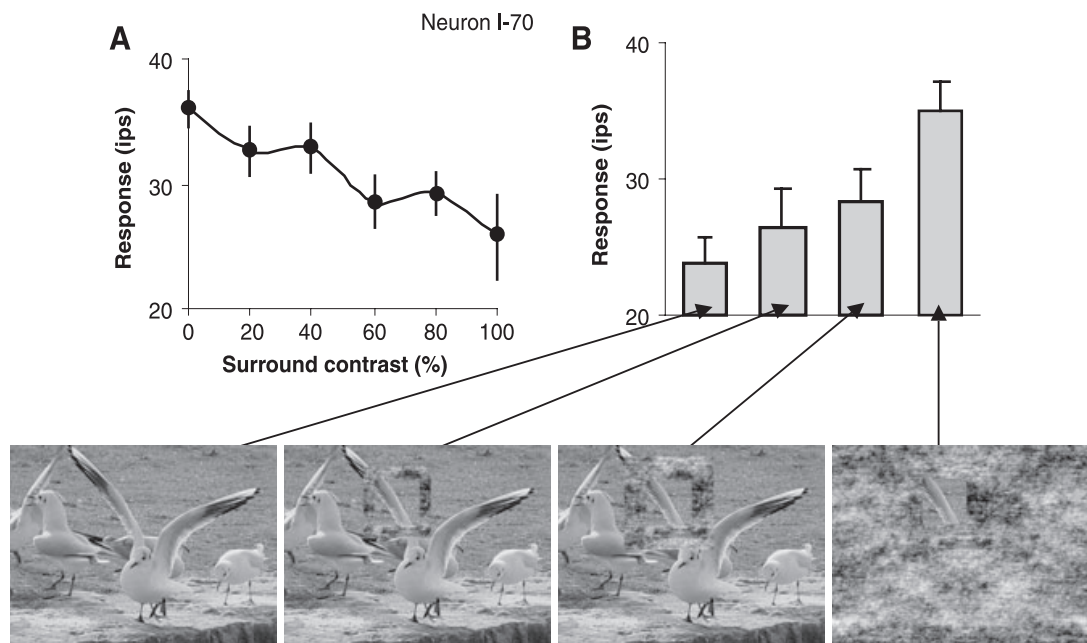 Neuron I-70
A
40
30
20
Response (ips)
0 20 40 60 80 100
Surround contrast (%)
B
40
30
20
Response (ips)